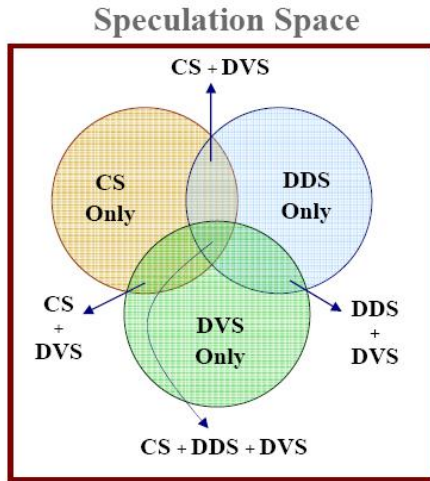 Speculation Space
CS + DVS
CS
Only
DDS
Only
CS
+
DVS
DVS
Only
DDS
+
DVS
CS + DDS + DVS